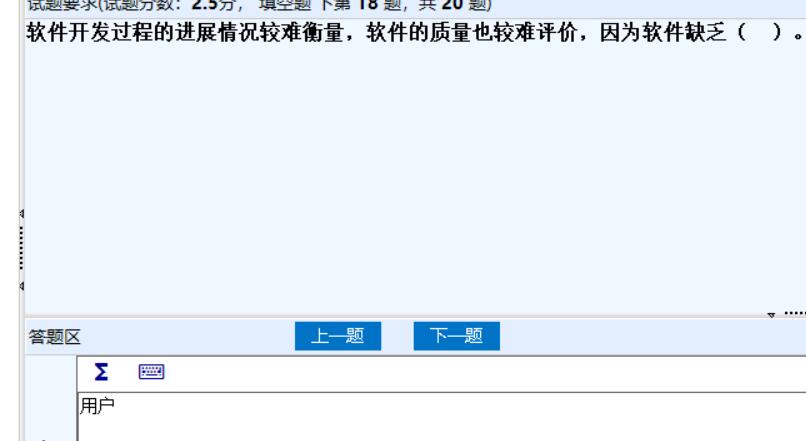 试题要求(试题分数：2.5分， 填空题 下第 18 题，共 20 题)
软件开发过程的进展情况较难衡量，软件的质量也较难评价，因为软件缺乏（ ）。
答题区
上一题
下一题
Σ
用户